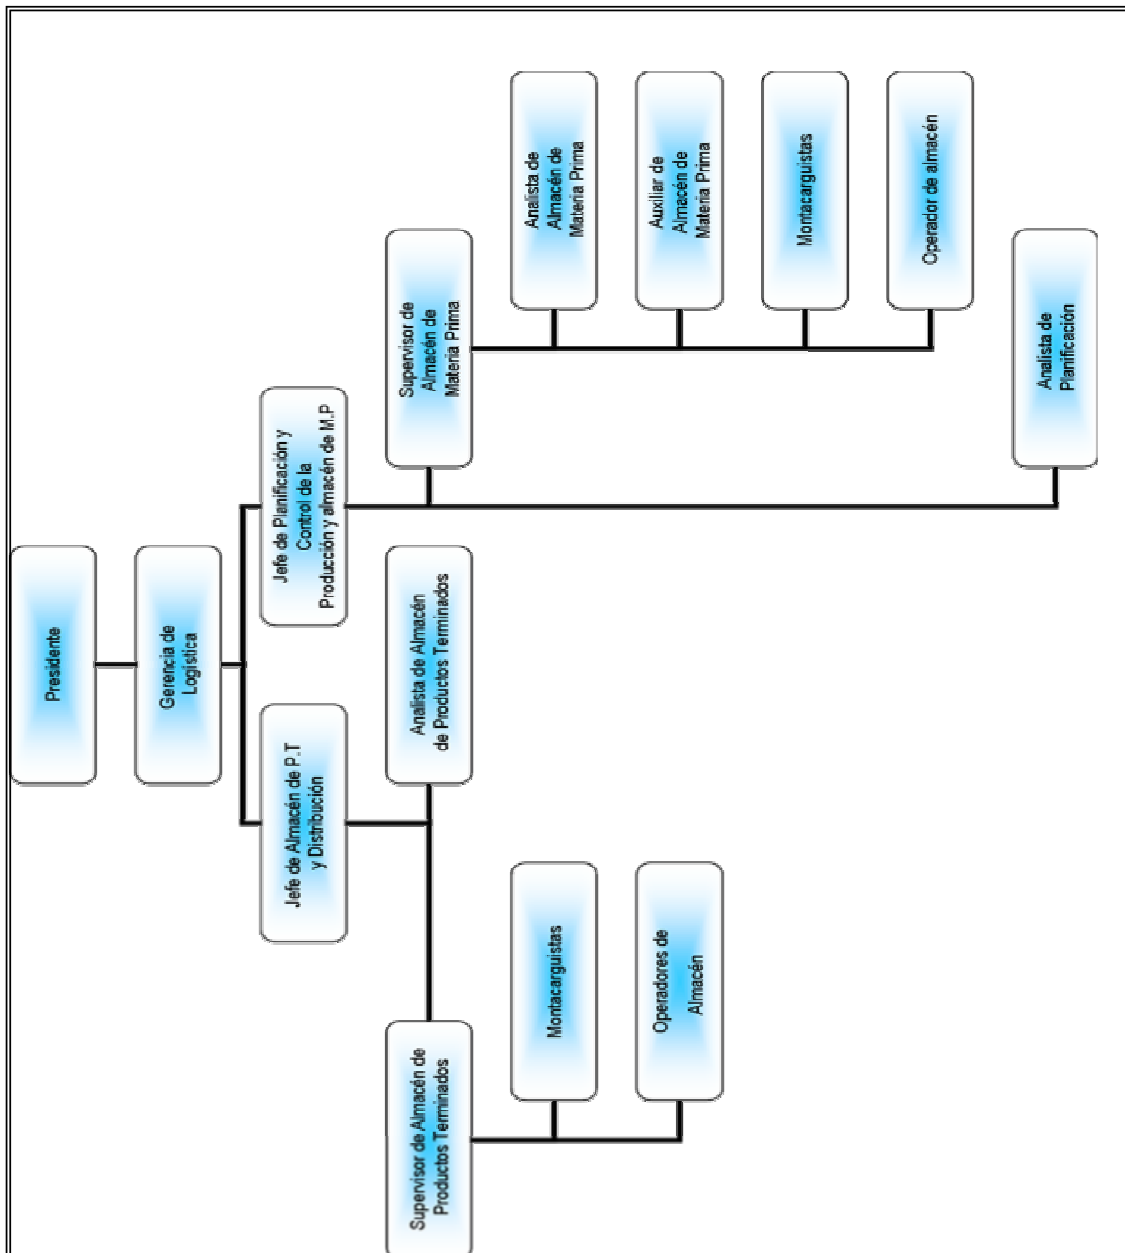 Presidente
Gerencia de
Logística
Jefe de Almacén de P.T
y Distribución
Jefe de Planificación y
Control de la
Producción y almacén de M.P
Supervisor de Almacén de
Productos Terminados
Analista de Almacén
de Productos Terminados
Supervisor de
Almacén de
Materia Prima
Montacarguistas
Operadores de
Almacén
Analista de
Almacén de
Materia Prima
Auxiliar de
Almacén de
Materia Prima
Montacarguistas
Operador de almacén
Analista de
Planificación